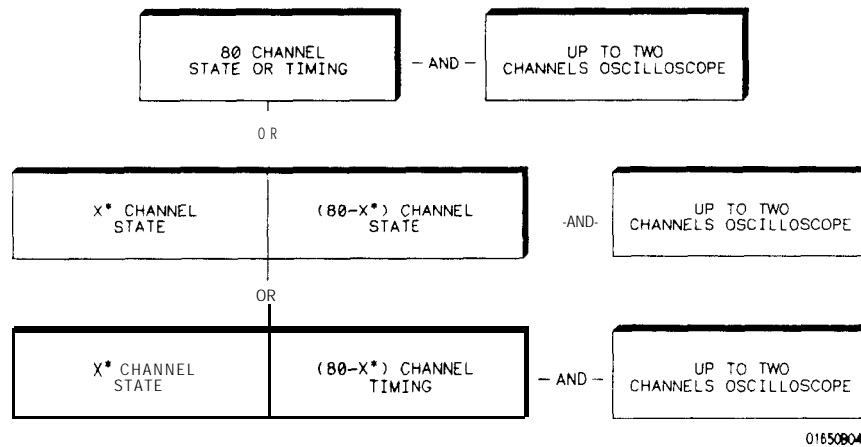 80 CHANNEL
STATE OR TIMING
- AND -
UP TO TWO
CHANNELS OSCILLOSCOPE
OR
X* CHANNEL
STATE
(80-X*) CHANNEL
STATE
-AND-
UP TO TWO
CHANNELS OSCILLOSCOPE
OR
X* CHANNEL
STATE
(80-X*) CHANNEL
TIMING
- AND -
UP TO TWO
CHANNELS OSCILLOSCOPE
01650B04